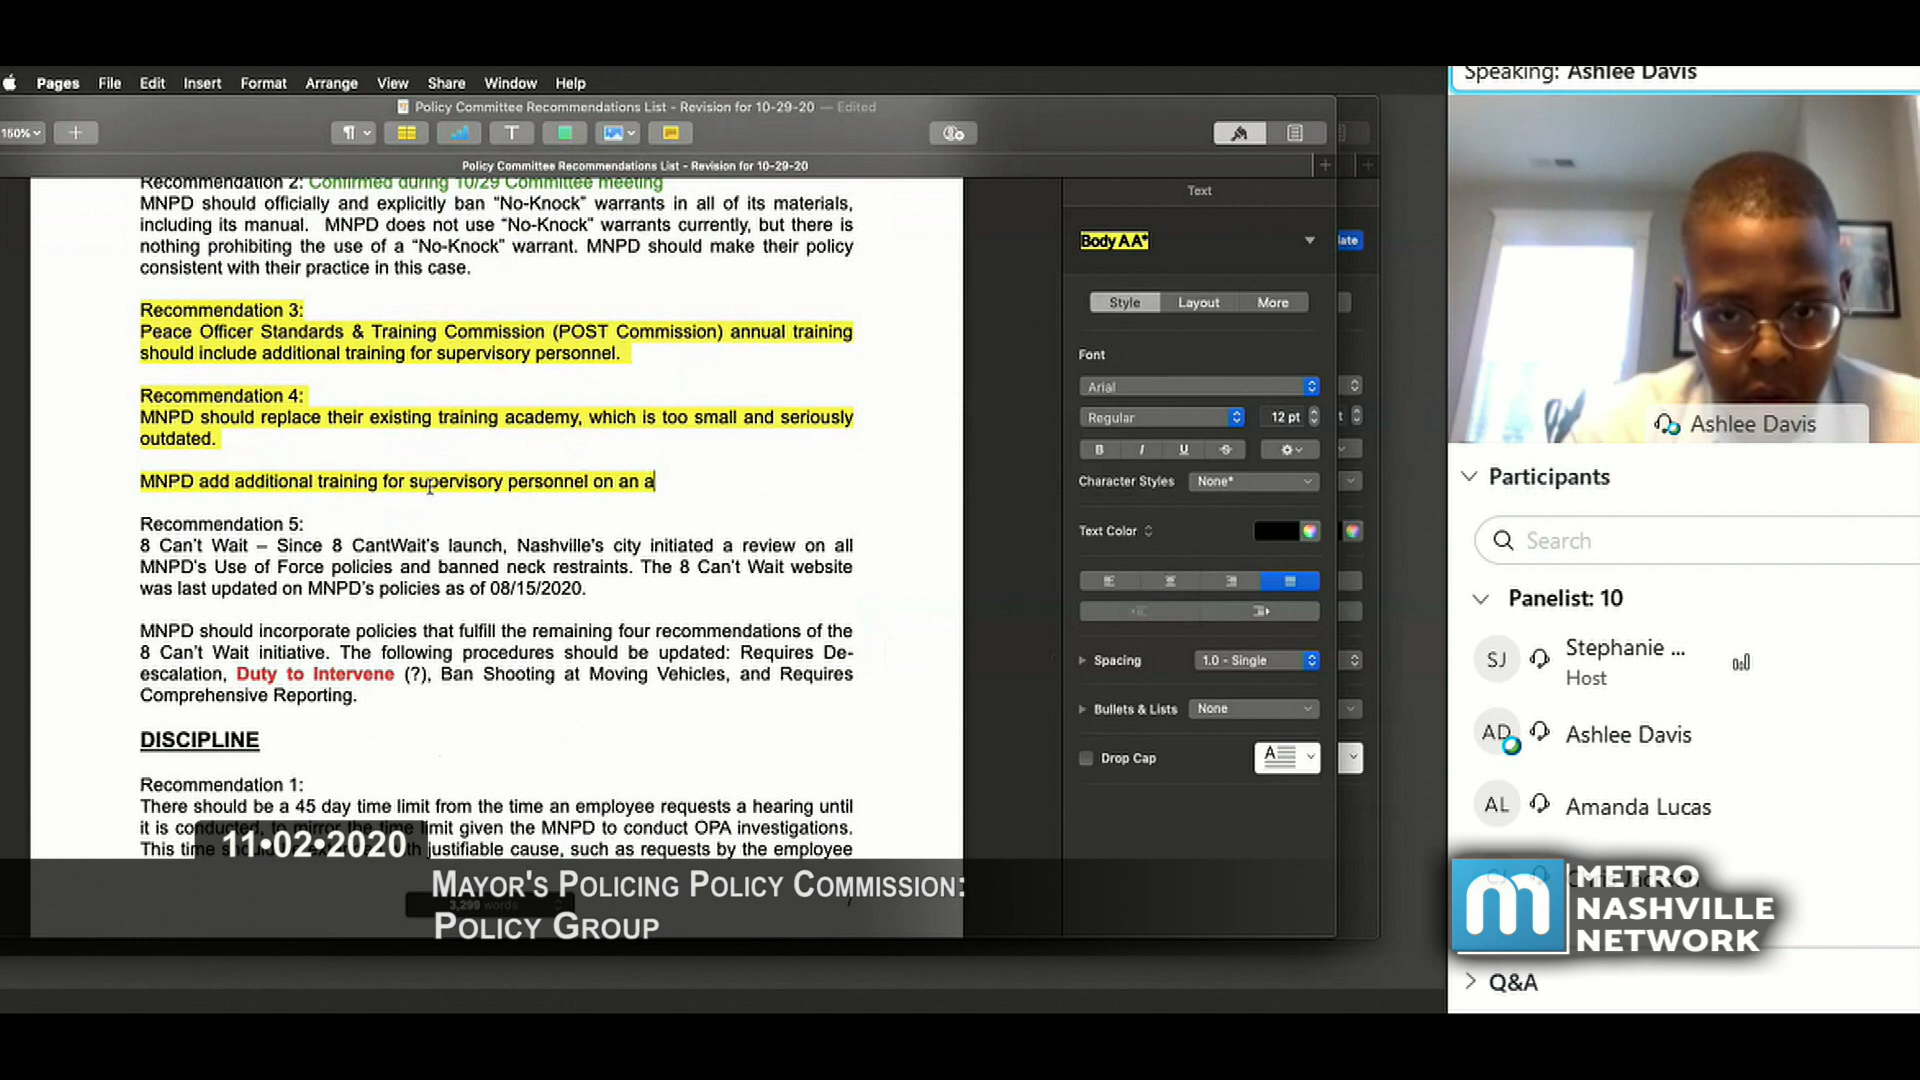 Speaking: Ashlee Davis
Pages File Edit Insert Format Arrange View Share Window Help
Policy Committee Recommendations List - Revision for 10-29-20 — Edited
150%
Policy Committee Recommendations List - Revision for 10-29-20
Recommendation 2: Confirmed during 10/29 Committee meeting
MNPD should officially and explicitly ban “No-Knock” warrants in all of its materials,
including its manual. MNPD does not use “No-Knock” warrants currently, but there is
nothing prohibiting the use of a “No-Knock” warrant. MNPD should make their policy
consistent with their practice in this case.
Recommendation 3:
Peace Officer Standards & Training Commission (POST Commission) annual training
should include additional training for supervisory personnel.
Recommendation 4:
MNPD should replace their existing training academy, which is too small and seriously
outdated.
MNPD add additional training for supervisory personnel on an a
Recommendation 5:
8 Can’t Wait – Since 8 CantWait’s launch, Nashville’s city initiated a review on all
MNPD’s Use of Force policies and banned neck restraints. The 8 Can’t Wait website
was last updated on MNPD’s policies as of 08/15/2020.
MNPD should incorporate policies that fulfill the remaining four recommendations of the
8 Can’t Wait initiative. The following procedures should be updated: Requires De-
escalation, Duty to Intervene (?), Ban Shooting at Moving Vehicles, and Requires
Comprehensive Reporting.
DISCIPLINE
Recommendation 1:
There should be a 45 day time limit from the time an employee requests a hearing until
it is conducted, to mirror the time limit given the MNPD to conduct OPA investigations.
This time justifiable cause, such as requests by the employee
3,299 words
Text
Body A A*
ate
Style Layout More
Font
Arial
Regular 12 pt
B I U S
Character Styles None*
Text Color
Spacing 1.0 - Single
Bullets & Lists None
Drop Cap
A
Ashlee Davis
Participants
Search
Panelist: 10
SJ Stephanie ...
Host
AD Ashlee Davis
AL Amanda Lucas
Q&A
11•02•2020
MAYOR'S POLICING POLICY COMMISSION:
POLICY GROUP
METRO
NASHVILLE
NETWORK